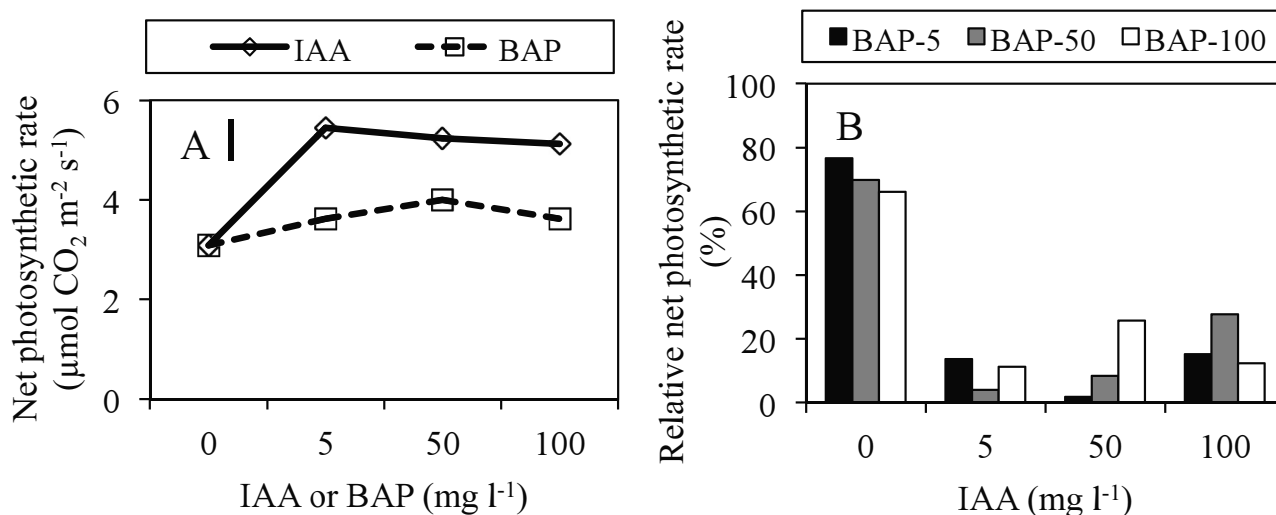 IAA BAP
Net photosynthetic rate
(µmol CO₂ m⁻² s⁻¹)
6
4
2
0
A
0 5 50 100
IAA or BAP (mg l⁻¹)
BAP-5 BAP-50 BAP-100
Relative net photosynthetic rate
(%)
100
80
60
40
20
0
B
0 5 50 100
IAA (mg l⁻¹)